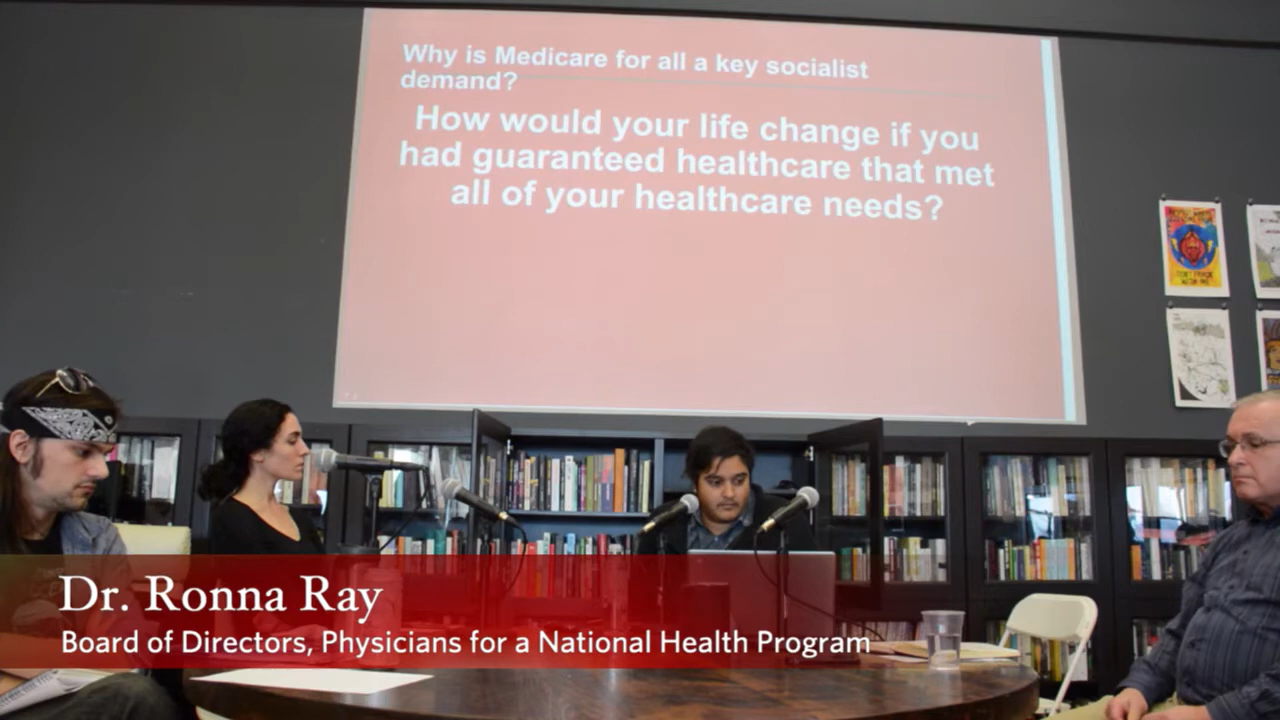 Why is Medicare for all a key socialist
demand?
How would your life change if you
had guaranteed healthcare that met
all of your healthcare needs?
Dr. Ronna Ray
Board of Directors, Physicians for a National Health Program